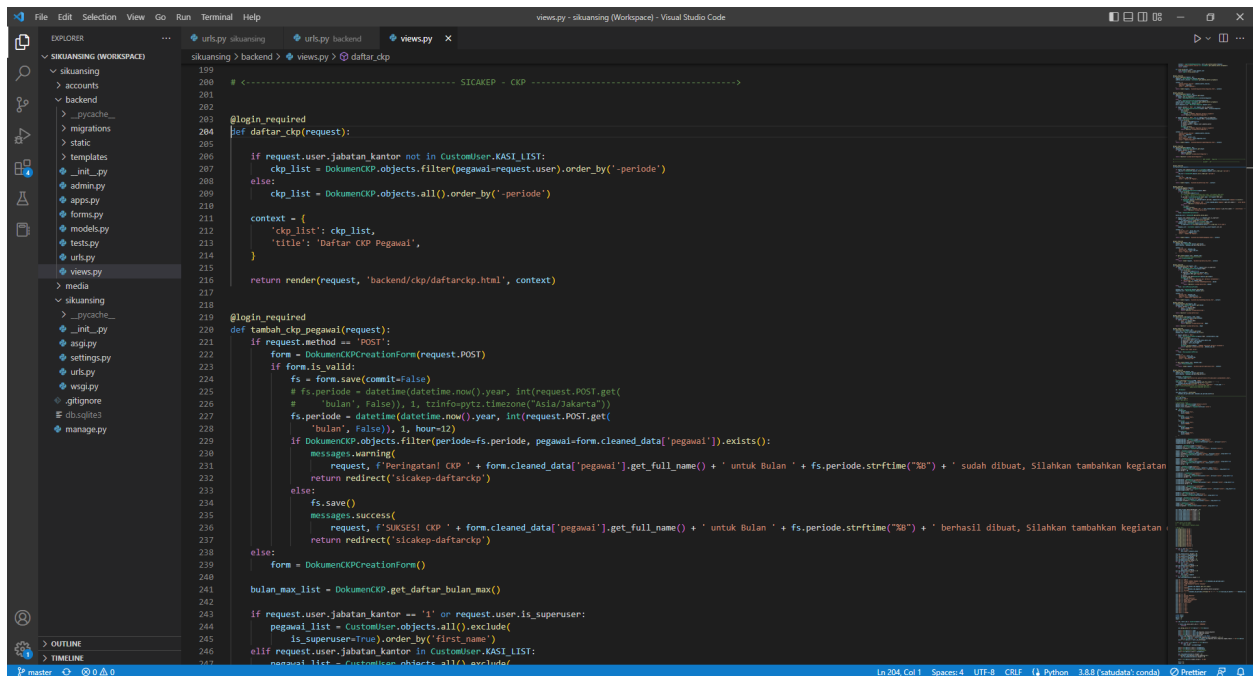 File Edit Selection View Go Run Terminal Help
views.py - sikuansing (Workspace) - Visual Studio Code
EXPLORER
SIKUANSING (WORKSPACE)
sikuansing
accounts
backend
__pycache__
migrations
static
templates
__init__.py
admin.py
apps.py
forms.py
models.py
tests.py
urls.py
views.py
media
sikuansing
__pycache__
__init__.py
asgi.py
settings.py
urls.py
wsgi.py
.gitignore
db.sqlite3
manage.py
OUTLINE
TIMELINE
urls.py sikuansing urls.py backend views.py
sikuansing > backend > views.py > daftar_ckp
199
200 # <----------------------------------------- SICAKEP - CKP ----------------------------------------->
201
202
203 @login_required
204 def daftar_ckp(request):
205
206 if request.user.jabatan_kantor not in CustomUser.KASI_LIST:
207 ckp_list = DokumenCKP.objects.filter(pegawai=request.user).order_by('-periode')
208 else:
209 ckp_list = DokumenCKP.objects.all().order_by('-periode')
210
211 context = {
212 'ckp_list': ckp_list,
213 'title': 'Daftar CKP Pegawai',
214 }
215
216 return render(request, 'backend/ckp/daftarckp.html', context)
217
218
219 @login_required
220 def tambah_ckp_pegawai(request):
221 if request.method == 'POST':
222 form = DokumenCKPCreationForm(request.POST)
223 if form.is_valid:
224 fs = form.save(commit=False)
225 # fs.periode = datetime(datetime.now().year, int(request.POST.get(
226 # 'bulan', False)), 1, tzinfo=pytz.timezone("Asia/Jakarta"))
227 fs.periode = datetime(datetime.now().year, int(request.POST.get(
228 'bulan', False)), 1, hour=12)
229 if DokumenCKP.objects.filter(periode=fs.periode, pegawai=form.cleaned_data['pegawai']).exists():
230 messages.warning(
231 request, f'Peringatan! CKP ' + form.cleaned_data['pegawai'].get_full_name() + ' untuk Bulan ' + fs.periode.strftime("%B") + ' sudah dibuat, Silahkan tambahkan kegiatan
232 return redirect('sicakep-daftarckp')
233 else:
234 fs.save()
235 messages.success(
236 request, f'SUKSES! CKP ' + form.cleaned_data['pegawai'].get_full_name() + ' untuk Bulan ' + fs.periode.strftime("%B") + ' berhasil dibuat, Silahkan tambahkan kegiatan
237 return redirect('sicakep-daftarckp')
238 else:
239 form = DokumenCKPCreationForm()
240
241 bulan_max_list = DokumenCKP.get_daftar_bulan_max()
242
243 if request.user.jabatan_kantor == '1' or request.user.is_superuser:
244 pegawai_list = CustomUser.objects.all().exclude(
245 is_superuser=True).order_by('first_name')
246 elif request.user.jabatan_kantor in CustomUser.KASI_LIST:
247 pegawai_list = CustomUser.objects.all().exclude(
master 0 0 Ln 204, Col 1 Spaces: 4 UTF-8 CRLF Python 3.8.8 ('satudata': conda) Prettier